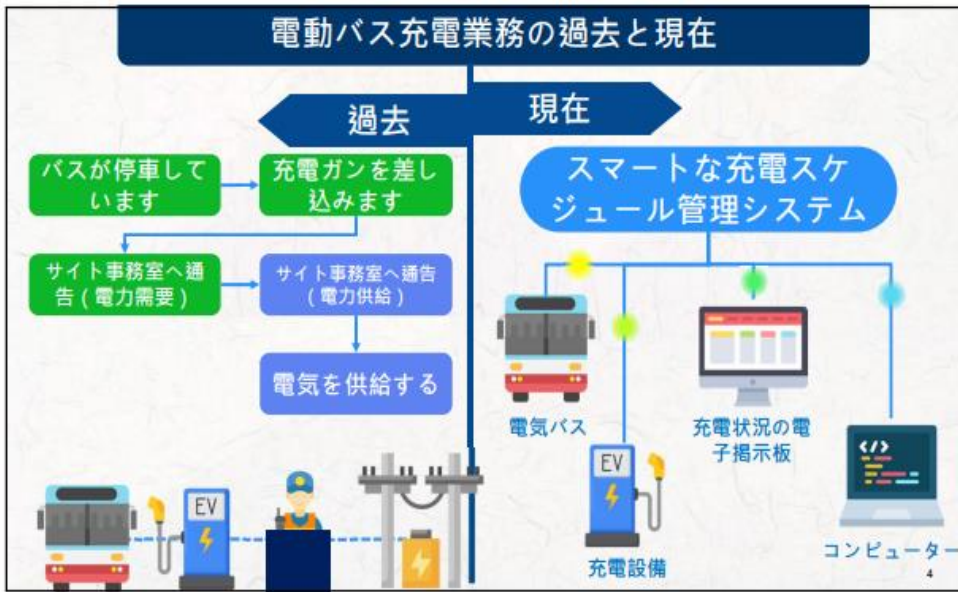 電動バス充電業務の過去と現在
過去
現在
バスが停車して
います
充電ガンを差し
込みます
サイト事務室へ通
告(電力需要)
サイト事務室へ通告
(電力供給)
電気を供給する
EV
スマートな充電スケ
ジュール管理システム
電気バス
充電状況の電
子掲示板
EV
充電設備
</>
コンピューター
4